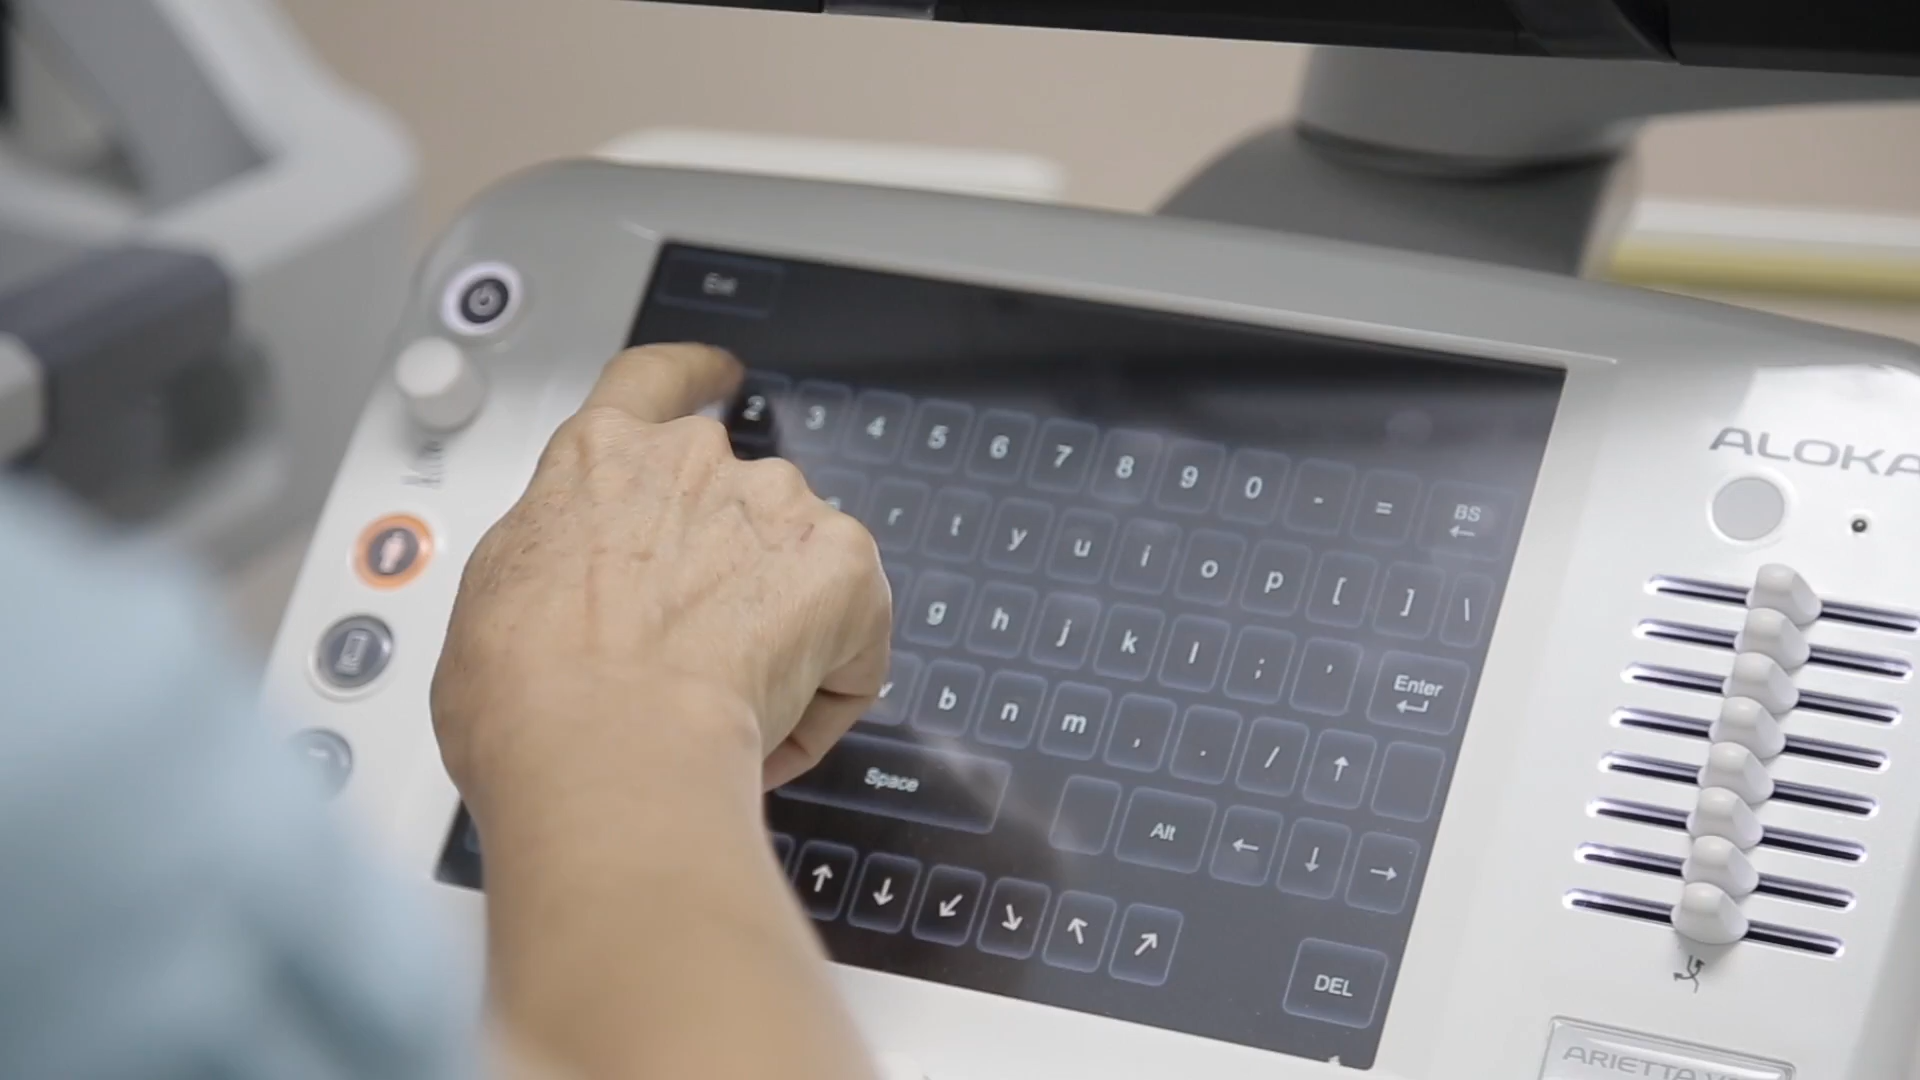 Exit
2 3 4 5 6 7 8 9 0 - = BS ←
r t y u i o p [ ] \
g h j k l ; ' Enter ↵
v b n m , . / ↑
Space Alt ← ↓ →
↑ ↓ ↙ ↘ ↖ ↗ DEL
ALOKA
ARIETTA